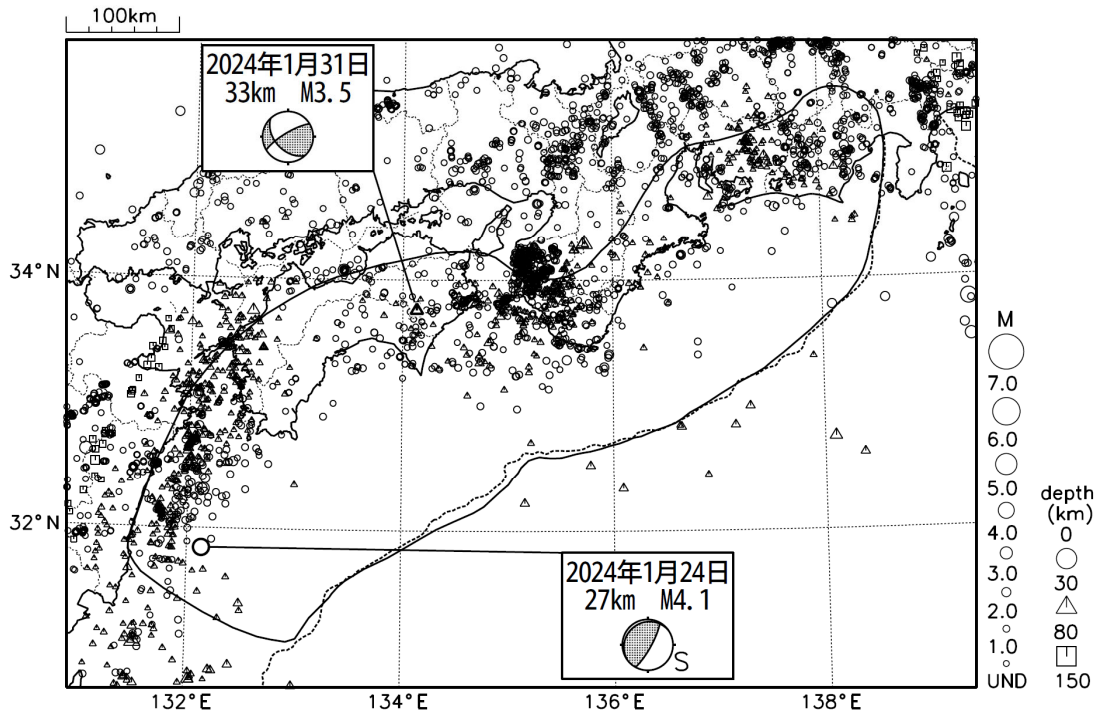 100km
2024年1月31日
33km M3.5
34°N
32°N
2024年1月24日
27km M4.1
S
132°E
134°E
136°E
138°E
M
7.0
6.0
5.0
4.0
3.0
2.0
1.0
UND
depth
(km)
0
30
80
150